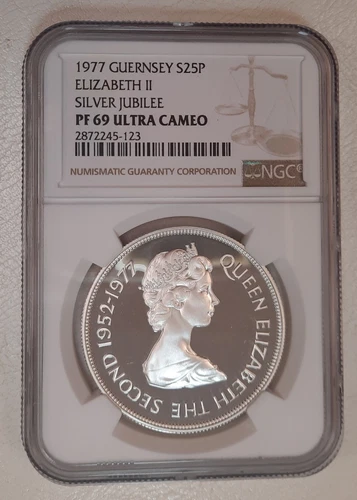 1977 GUERNSEY S25P
ELIZABETH II
SILVER JUBILEE
PF 69 ULTRA CAMEO
2872245-123
NUMISMATIC GUARANTY CORPORATION
NGC
QUEEN ELIZABETH THE SECOND 1952-1977